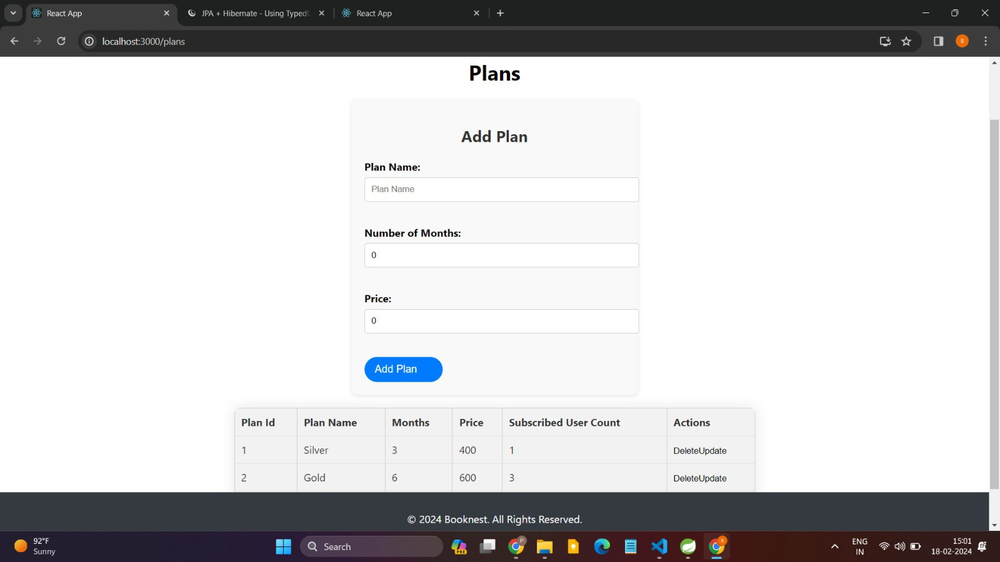 React App
JPA + Hibernate - Using Typed
React App
localhost:3000/plans
S
Plans
Add Plan
Plan Name:
Plan Name
Number of Months:
0
Price:
0
Add Plan
Plan Id Plan Name Months Price Subscribed User Count Actions
1 Silver 3 400 1 DeleteUpdate
2 Gold 6 600 3 DeleteUpdate
© 2024 Booknest. All Rights Reserved.
92°F
Sunny
Search
PRE
P
S
ENG
IN
15:01
18-02-2024